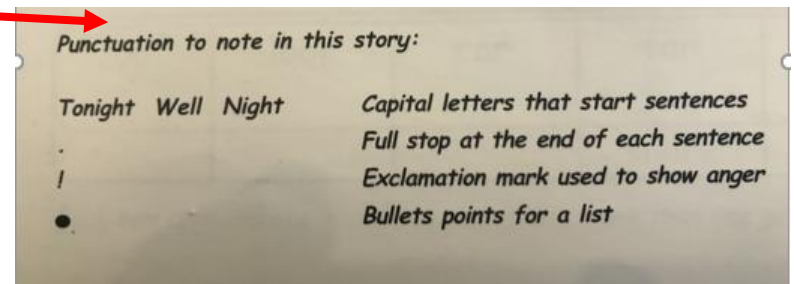 Punctuation to note in this story:
Tonight Well Night Capital letters that start sentences
. Full stop at the end of each sentence
! Exclamation mark used to show anger
● Bullets points for a list